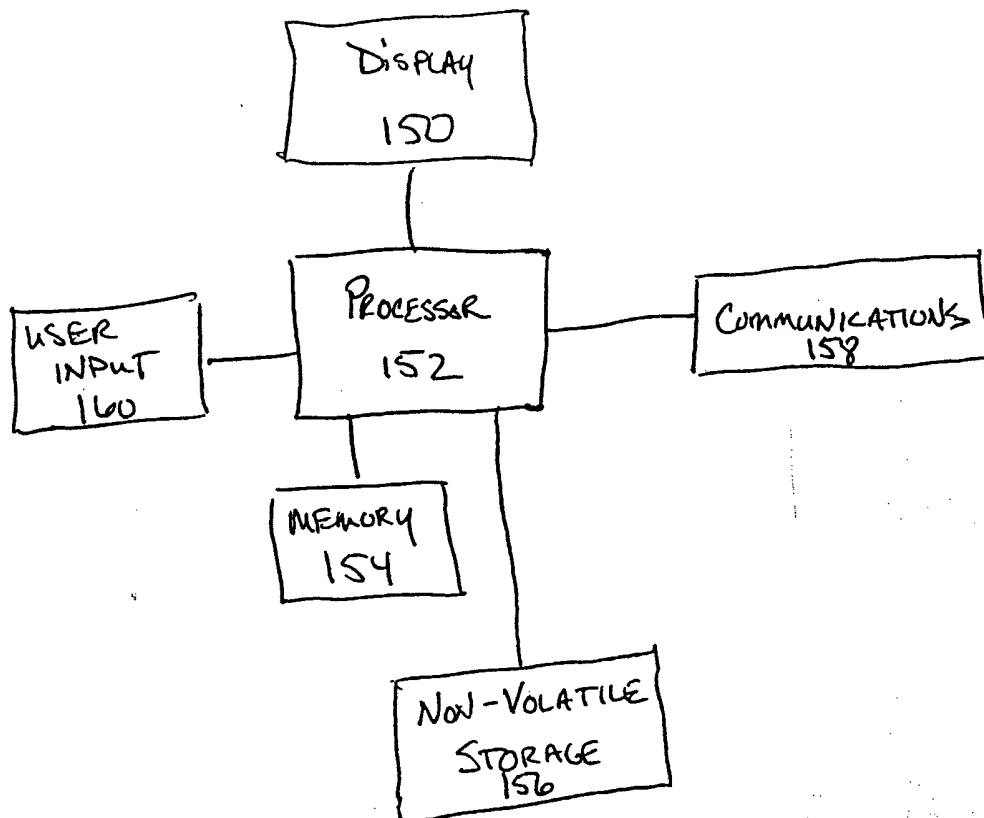 DISPLAY
150
PROCESSOR
152
COMMUNICATIONS
158
USER
INPUT
160
MEMORY
154
NON-VOLATILE
STORAGE
156